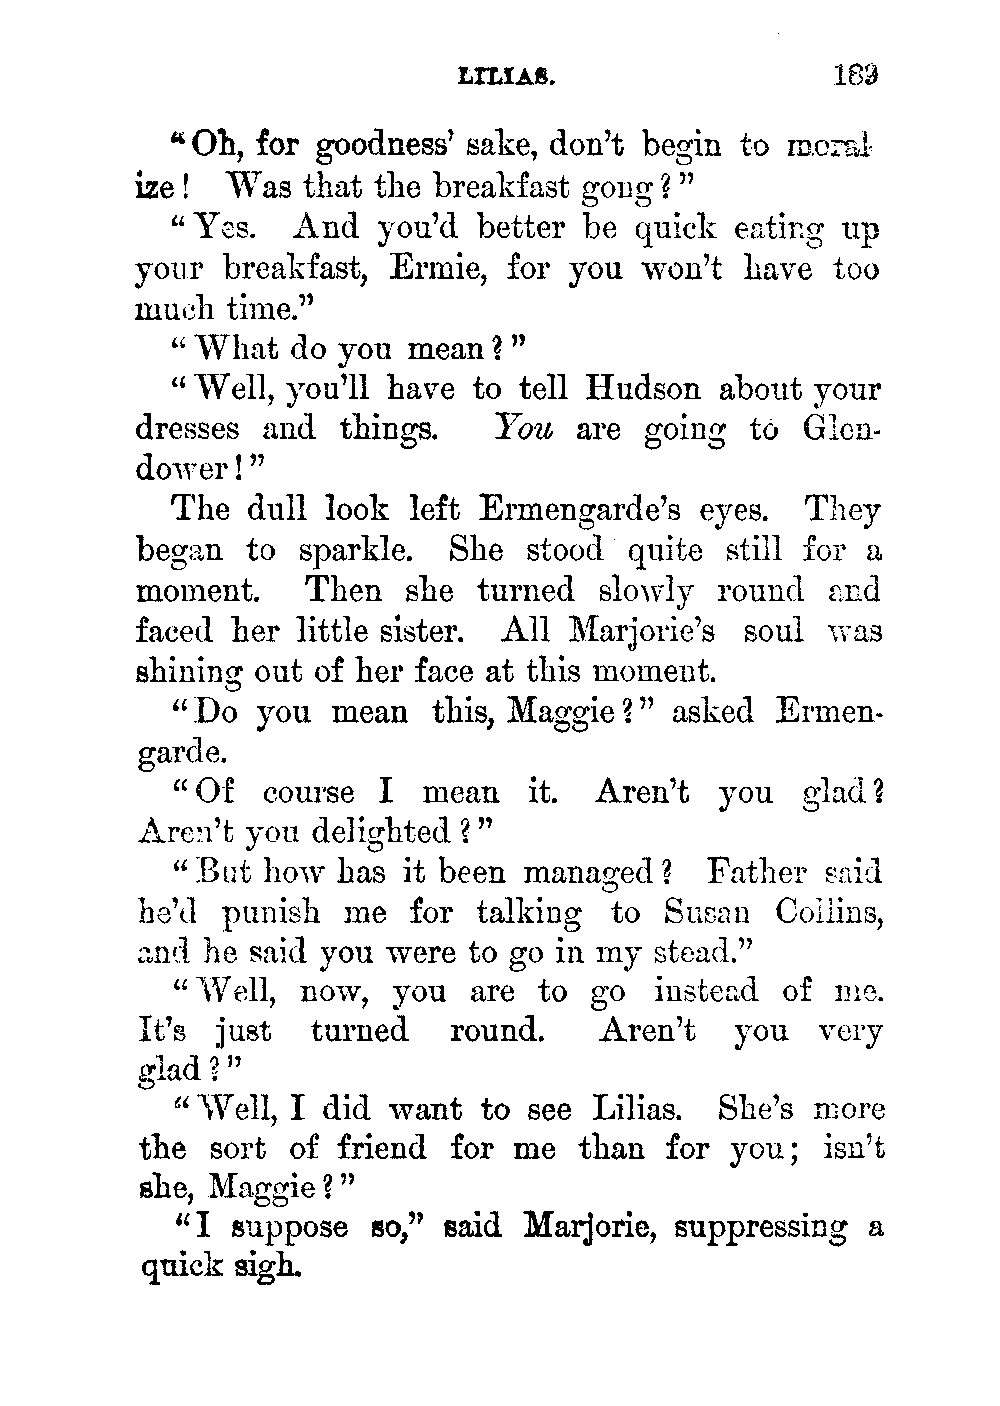 LILIAS. 189
“Oh, for goodness’ sake, don’t begin to moral-
ize! Was that the breakfast gong?”
“Yes. And you’d better be quick eating up
your breakfast, Ermie, for you won’t have too
much time.”
“What do you mean?”
“Well, you’ll have to tell Hudson about your
dresses and things. You are going to Glen-
dower!”
The dull look left Ermengarde’s eyes. They
began to sparkle. She stood quite still for a
moment. Then she turned slowly round and
faced her little sister. All Marjorie’s soul was
shining out of her face at this moment.
“Do you mean this, Maggie?” asked Ermen-
garde.
“Of course I mean it. Aren’t you glad?
Aren’t you delighted?”
“But how has it been managed? Father said
he’d punish me for talking to Susan Collins,
and he said you were to go in my stead.”
“Well, now, you are to go instead of me.
It’s just turned round. Aren’t you very
glad?”
“Well, I did want to see Lilias. She’s more
the sort of friend for me than for you; isn’t
she, Maggie?”
“I suppose so,” said Marjorie, suppressing a
quick sigh.